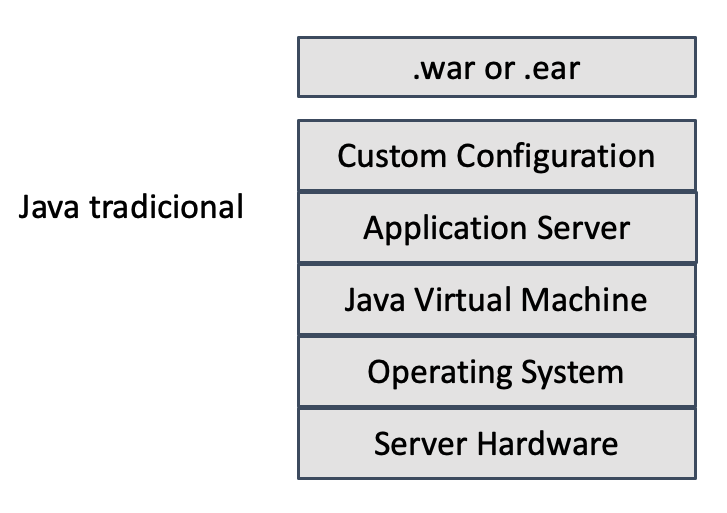 .war or .ear
Custom Configuration
Java tradicional
Application Server
Java Virtual Machine
Operating System
Server Hardware